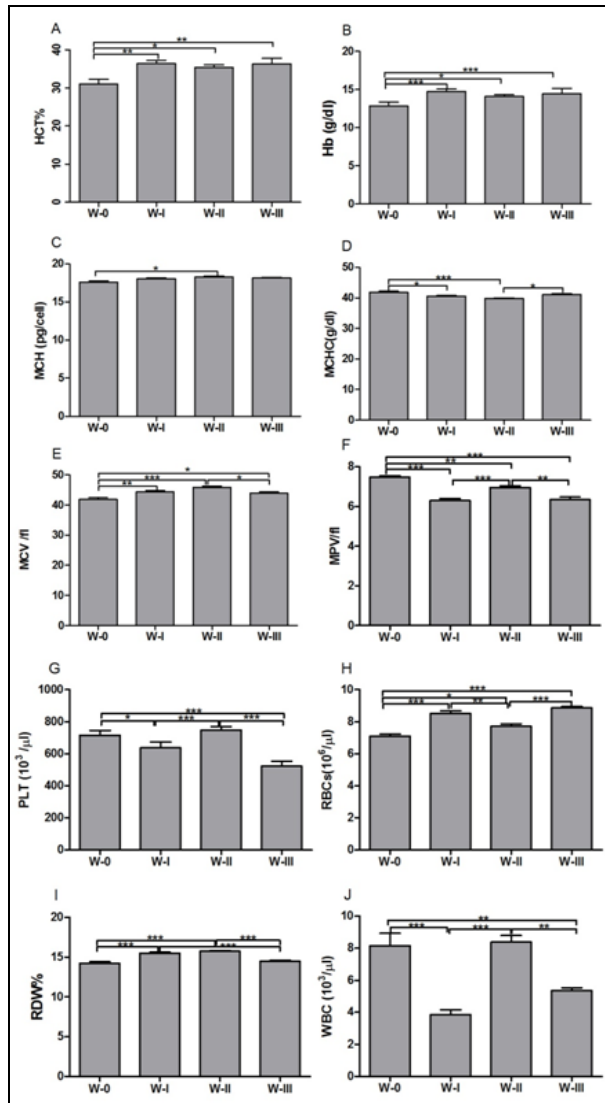 A
** 
*
**
40
30
20
10
0
HCT%
W-0 W-I W-II W-III
B
***
*
***
20
15
10
5
0
Hb (g/dl)
W-0 W-I W-II W-III
C
*
20
15
10
5
0
MCH (pg/cell)
W-0 W-I W-II W-III
D
***
* *
60
40
20
0
MCHC(g/dl)
W-0 W-I W-II W-III
E
*
*** * *
**
50
40
30
20
10
0
MCV /fl
W-0 W-I W-II W-III
F
***
**
*** *** **
8
6
4
2
0
MPV/fl
W-0 W-I W-II W-III
G
***
* *** ***
1000
800
600
400
200
0
PLT (10³/µl)
W-0 W-I W-II W-III
H
***
*
*** ** ***
10
8
6
4
2
0
RBCs(10⁶/µl)
W-0 W-I W-II W-III
I
*** ***
*** ***
20
15
10
5
0
RDW%
W-0 W-I W-II W-III
J
**
*** *** **
10
8
6
4
2
0
WBC (10³/µl)
W-0 W-I W-II W-III